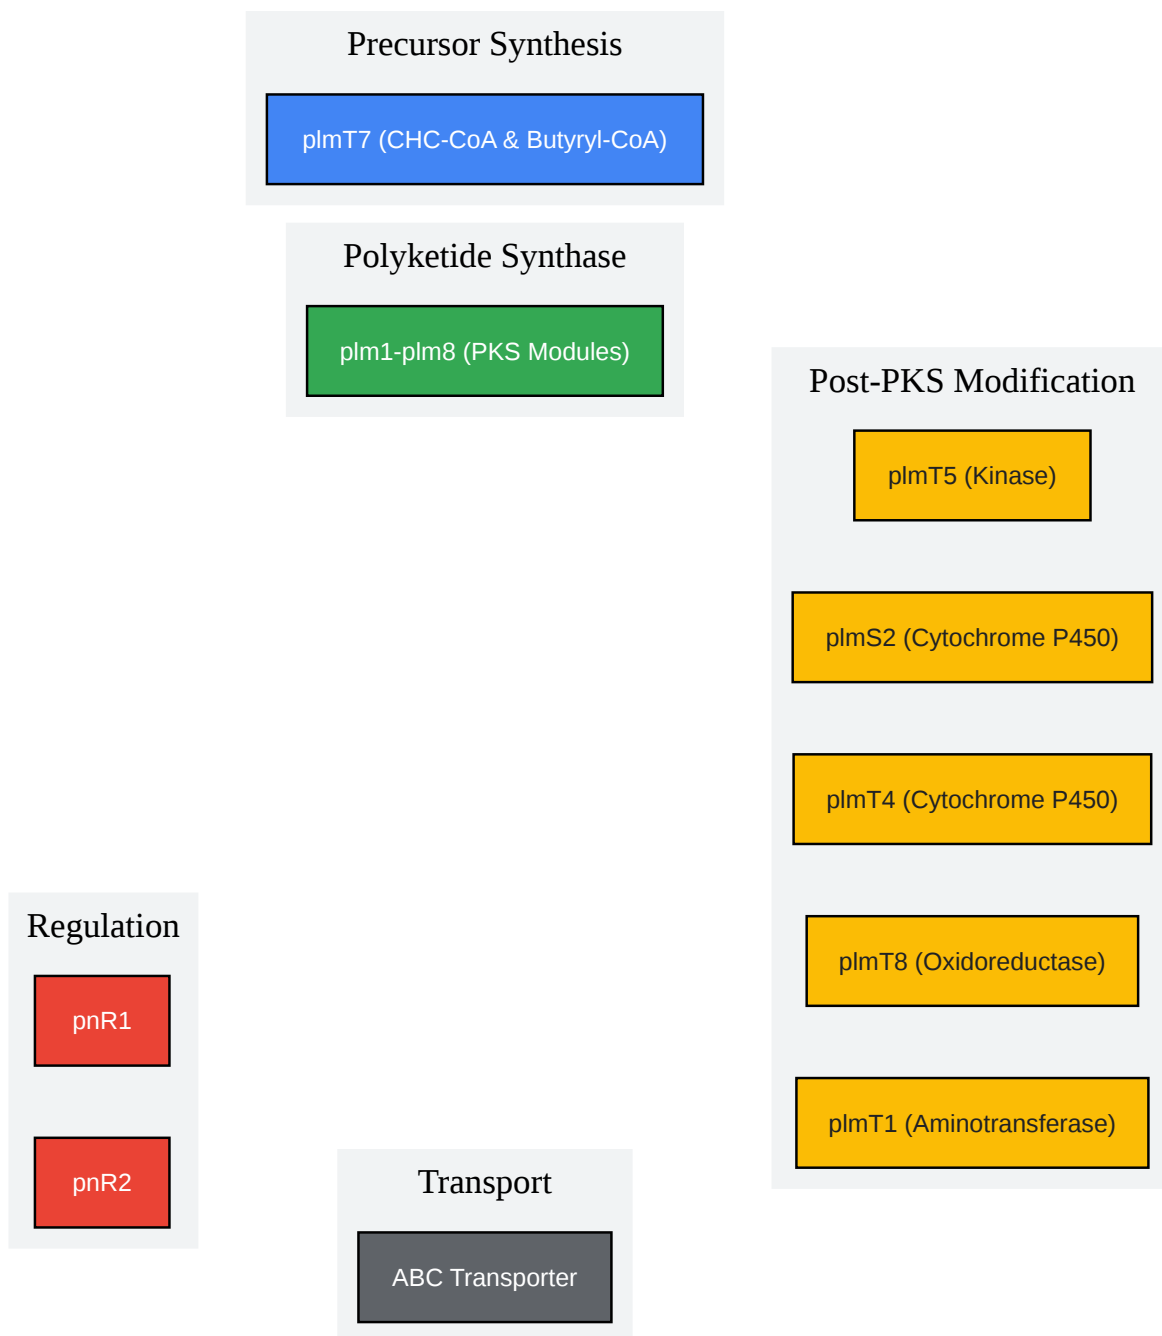 Precursor Synthesis
plmT7 (CHC-CoA & Butyryl-CoA)
Polyketide Synthase
plm1-plm8 (PKS Modules)
Post-PKS Modification
plmT5 (Kinase)
plmS2 (Cytochrome P450)
plmT4 (Cytochrome P450)
plmT8 (Oxidoreductase)
plmT1 (Aminotransferase)
Regulation
pnR1
pnR2
Transport
ABC Transporter